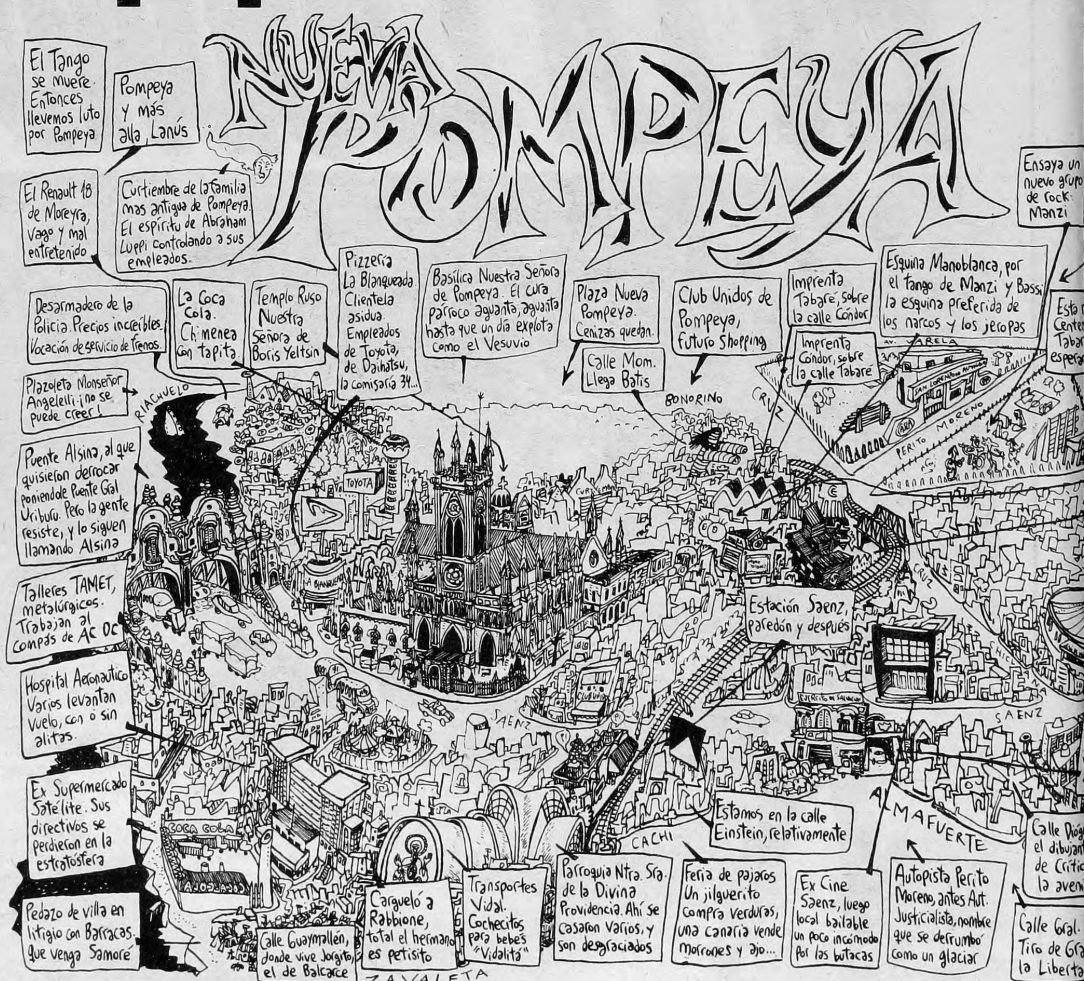 NUEVA
POMPEYA
El Tango
se muere.
Entonces
llevemos luto
por Pompeya
Pompeya
y más
alla Lanús
El Renault 18
de Moreyra,
Vago y mal
entretenido
Curtiembre de la familia
mas antigua de Pompeya.
El espiritu de Abraham
Luppi controlando a sus
empleados.
Desarmadero de la
Policia. Precios increibles.
Vocación de servicio de frenos.
La Coca
Cola.
Chimenea
con tapita.
Templo Ruso
Nuestra
Señora de
Boris Yeltsin
Pizzería
La Blanqueada
Clientela
asidua.
Empleados
de Toyota,
de Daihatsu,
la comisaría 34...
Basílica Nuestra Señora
de Pompeya. El cura
parroco aguanta, aguanta
hasta que un día explota
como el Vesuvio
Plaza Nueva
Pompeya.
Cenizas quedan.
Calle Mom.
Llega Batis
Club Unidos de
Pompeya,
futuro Shopping
Imprenta
Tabaré, sobre
la calle Cóndor
Imprenta
Cóndor, sobre
la calle Tabaré
Esquina Manoblanca, por
el tango de Manzi y Bassi
la esquina preferida de
los narcos y los jeropas
Ensaya un
nuevo grupo
de rock:
Manzi
Plazoleta Monseñor
Angelelli ¡no se
puede creer!
Puente Alsina, al que
quisieron derrocar
poniendole Puente Gral
Uriburu. Pero la gente
resiste, y lo siguen
llamando Alsina
Talleres TAMET,
metalúrgicos.
Trabajan al
compás de AC DC
Hospital Aeronautico
Varios levantan
vuelo, con ó sin
alitas.
Ex Supermercado
Satélite. Sus
directivos se
perdieron en la
estratósfera
Pedazo de villa en
litigio con Barracas.
Que venga Samoré
Calle Guaymallén,
donde vive Jorgito,
el de Balcarce
Cargueló a
Rabbione,
total el hermano
es petisito
Transportes
Vidal.
Cochecitos
para bebés
"Vidalita"
Parroquia Ntra. Sra.
de la Divina
Providencia. Ahí se
casaron varios, y
son desgraciados
Feria de pajaros
Un jilguerito
compra verduras,
una canaria vende
morrones y ajo...
Estamos en la calle
Einstein, relativamente
Estación Saenz,
paredón y después
Ex Cine
Saenz, luego
local bailable
un poco incómodo
por las butacas
Autopista Perito
Moreno, antes Aut.
Justicialista, nombre
que se derrumbó
como un glaciar
RIACHUELO
TOYOTA
COCA COLA
BONORINO
CRUZ
AV. VARELA
PERITO MORENO
CRUZ
SAENZ
SAENZ
CACHI
ALMAFUERTE
ZAVALETA